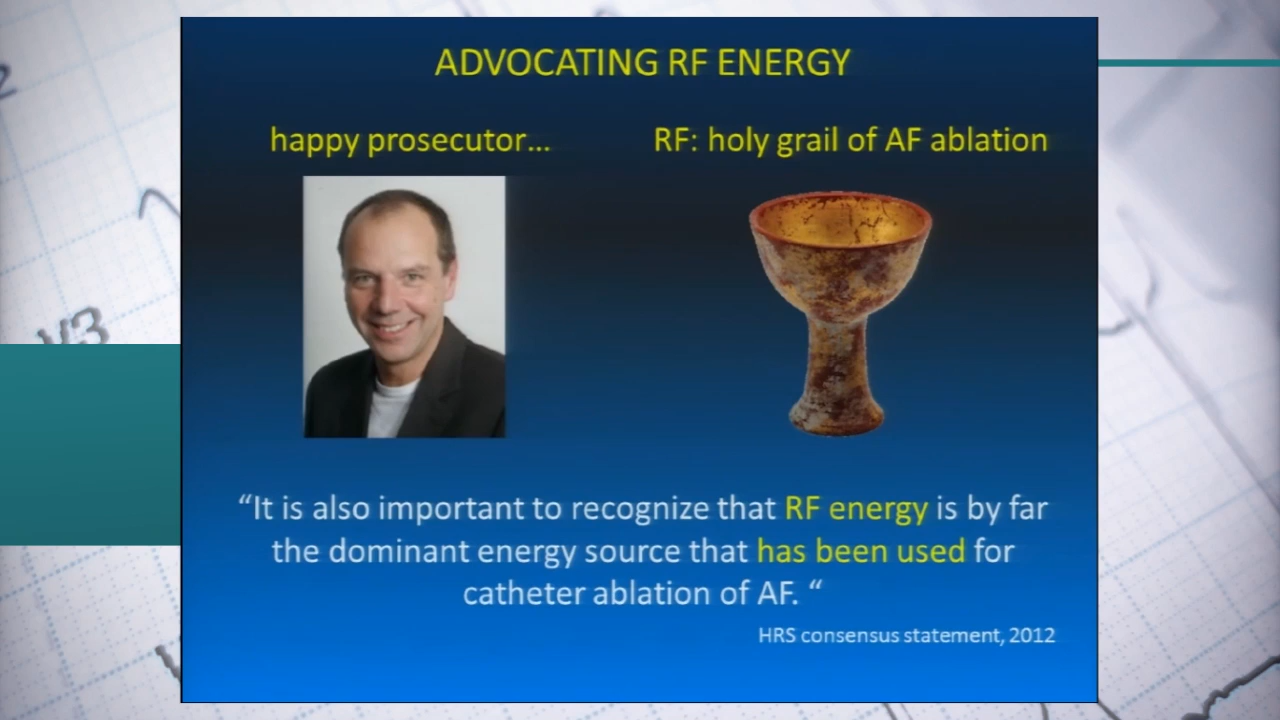 ADVOCATING RF ENERGY
happy prosecutor...
RF: holy grail of AF ablation
“It is also important to recognize that RF energy is by far
the dominant energy source that has been used for
catheter ablation of AF. “
HRS consensus statement, 2012
V3